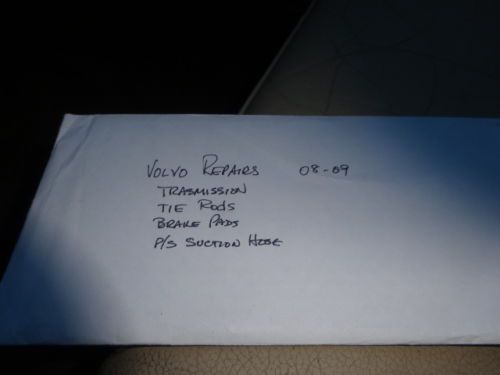 VOLVO REPAIRS 08-09
TRASMISSION
TIE RODS
BRAKE PADS
P/S SUCTION HOSE